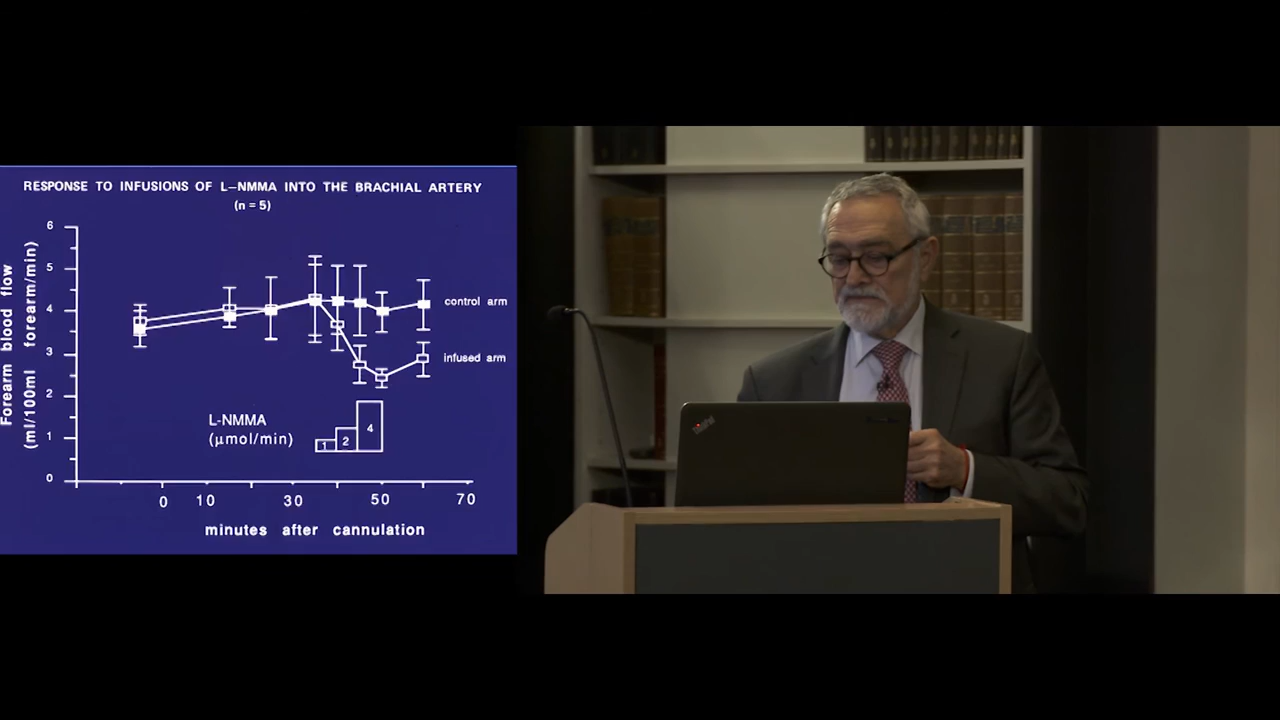 RESPONSE TO INFUSIONS OF L-NMMA INTO THE BRACHIAL ARTERY
(n = 5)
Forearm blood flow
(ml/100ml forearm/min)
6
5
4
3
2
1
0
control arm
infused arm
L-NMMA
(µmol/min)
1
2
4
0 10 30 50 70
minutes after cannulation
ThinkPad